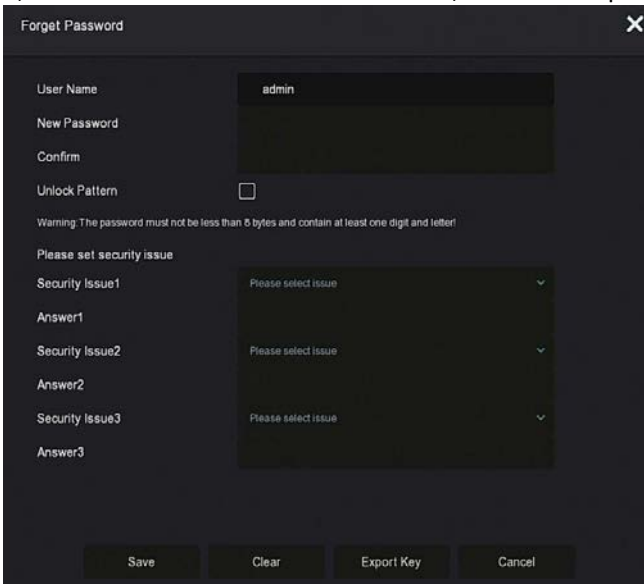 Forget Password
User Name admin
New Password
Confirm
Unlock Pattern
Warning:The password must not be less than 8 bytes and contain at least one digit and letter!
Please set security issue
Security Issue1 Please select issue
Answer1
Security Issue2 Please select issue
Answer2
Security Issue3 Please select issue
Answer3
Save Clear Export Key Cancel